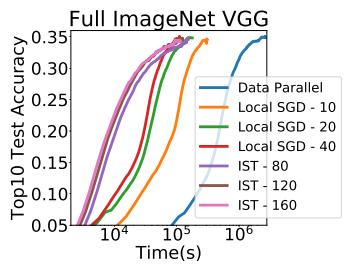 Full ImageNet VGG
Top10 Test Accuracy
0.35
0.30
0.25
0.20
0.15
0.10
0.05
Data Parallel
Local SGD - 10
Local SGD - 20
Local SGD - 40
IST - 80
IST - 120
IST - 160
10⁴ 10⁵ 10⁶
Time(s)